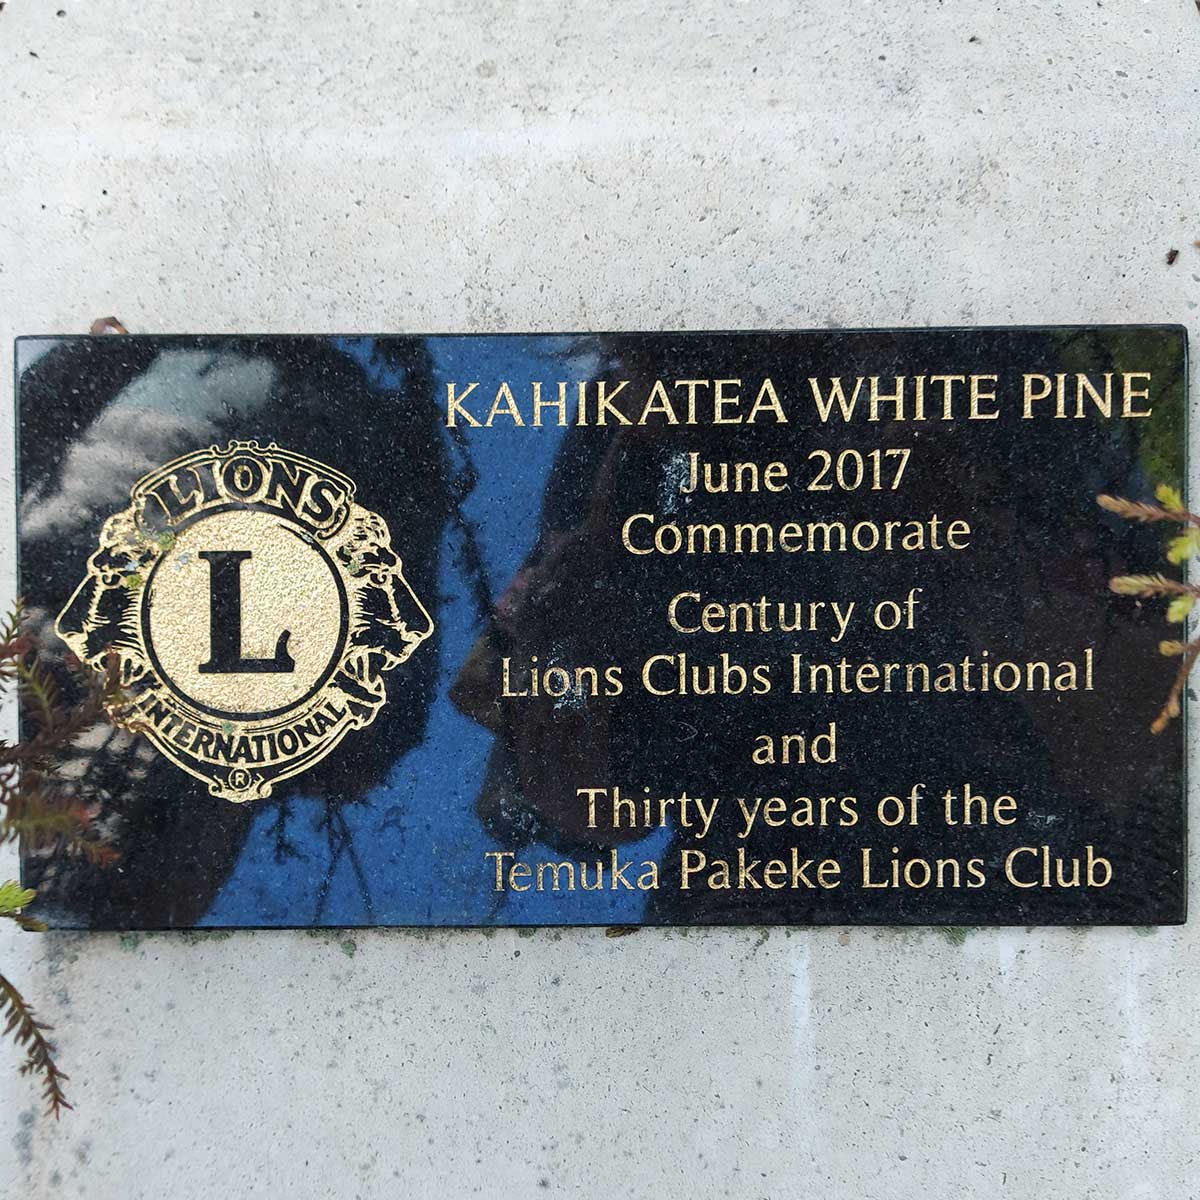 LIONS
L
INTERNATIONAL
®
KAHIKATEA WHITE PINE
June 2017
Commemorate
Century of
Lions Clubs International
and
Thirty years of the
Temuka Pakeke Lions Club